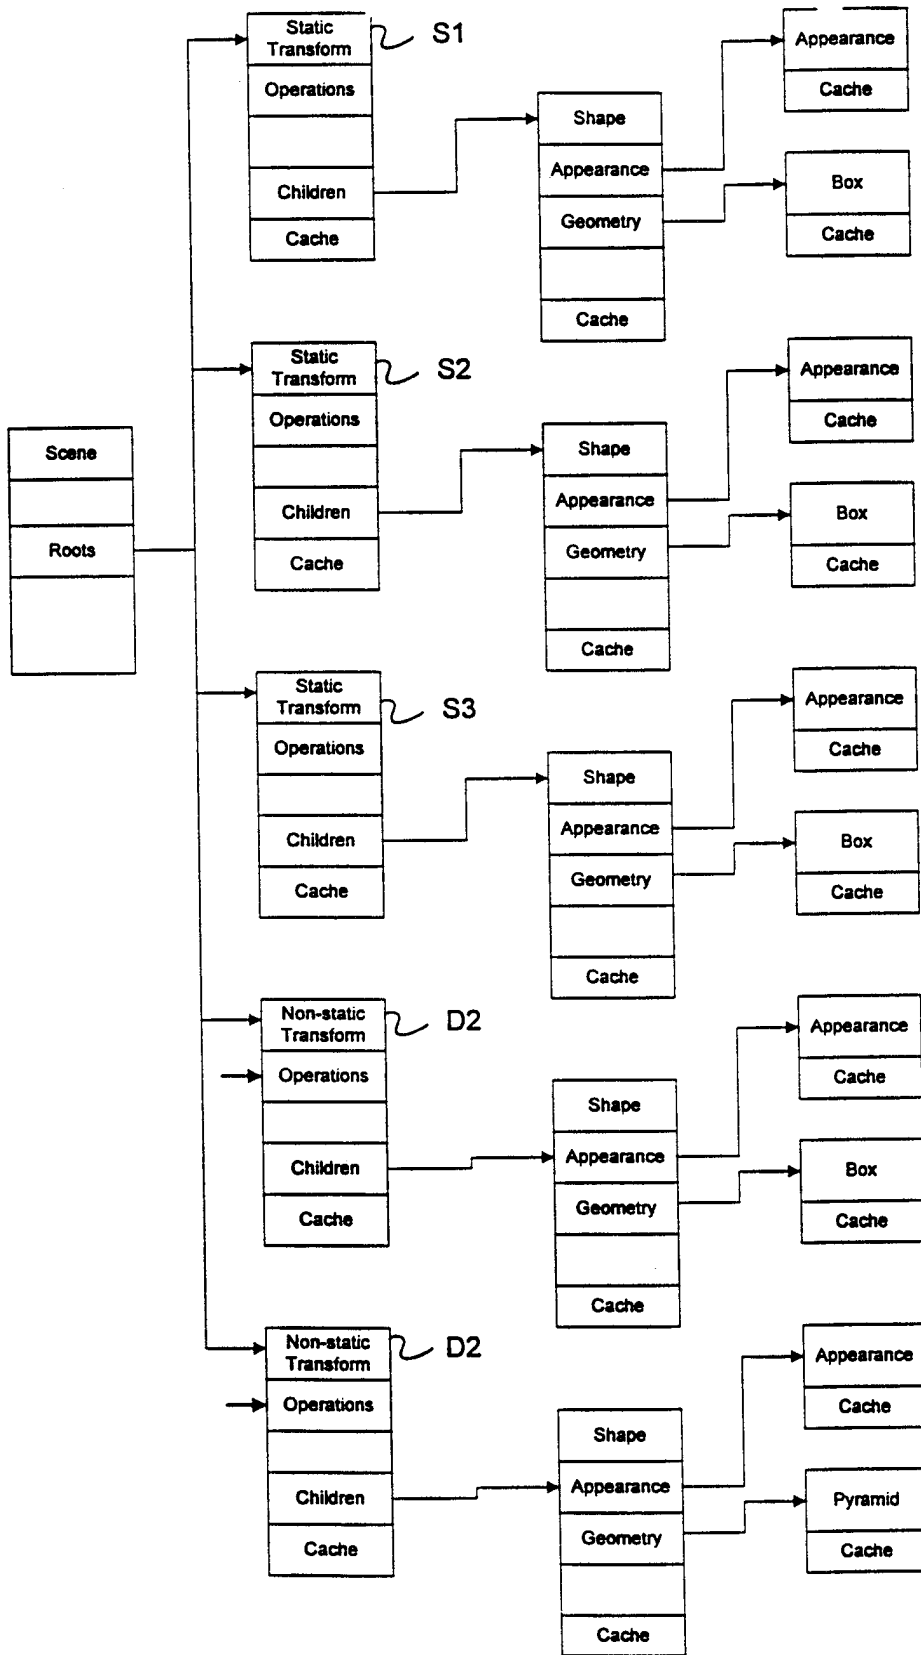 Static
Transform
S1
Operations
Children
Cache
Shape
Appearance
Geometry
Cache
Appearance
Cache
Box
Cache
Static
Transform
S2
Operations
Children
Cache
Shape
Appearance
Geometry
Cache
Appearance
Cache
Box
Cache
Scene
Roots
Static
Transform
S3
Operations
Children
Cache
Shape
Appearance
Geometry
Cache
Appearance
Cache
Box
Cache
Non-static
Transform
D2
Operations
Children
Cache
Shape
Appearance
Geometry
Cache
Appearance
Cache
Box
Cache
Non-static
Transform
D2
Operations
Children
Cache
Shape
Appearance
Geometry
Cache
Appearance
Cache
Pyramid
Cache